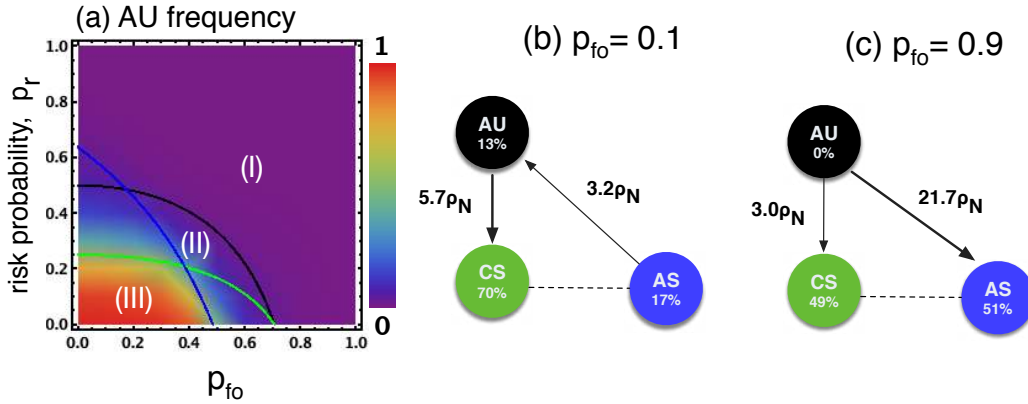 (a) AU frequency
risk probability, p_r
1.0
0.8
0.6
0.4
0.2
0.0
0.0 0.2 0.4 0.6 0.8 1.0
p_fo
(I)
(II)
(III)
1
0
(b) p_fo= 0.1
AU
13%
5.7ρ_N
3.2ρ_N
CS
70%
AS
17%
(c) p_fo= 0.9
AU
0%
3.0ρ_N
21.7ρ_N
CS
49%
AS
51%